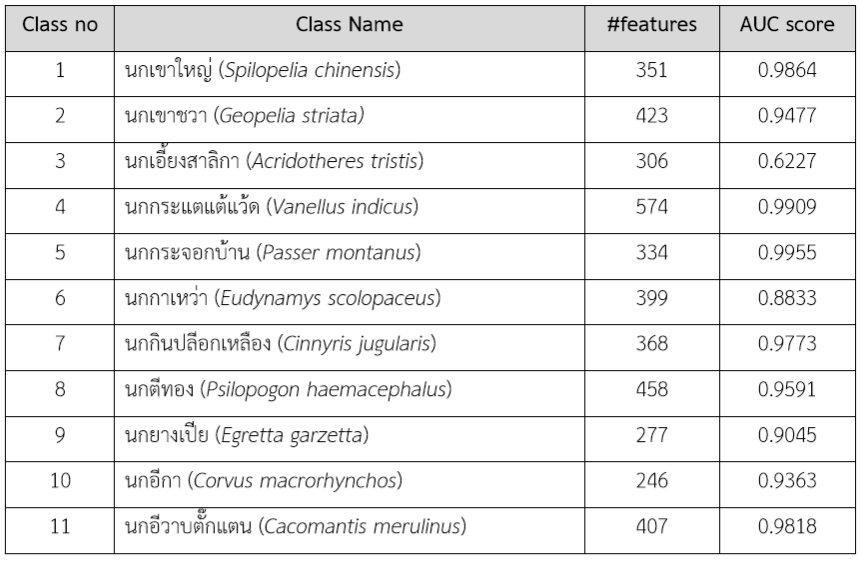 Class no Class Name #features AUC score
1 นกเขาใหญ่ (Spilopelia chinensis) 351 0.9864
2 นกเขาชวา (Geopelia striata) 423 0.9477
3 นกเอี้ยงสาลิกา (Acridotheres tristis) 306 0.6227
4 นกกระแตแต้แว้ด (Vanellus indicus) 574 0.9909
5 นกกระจอกบ้าน (Passer montanus) 334 0.9955
6 นกกาเหว่า (Eudynamys scolopaceus) 399 0.8833
7 นกกินปลีอกเหลือง (Cinnyris jugularis) 368 0.9773
8 นกตีทอง (Psilopogon haemacephalus) 458 0.9591
9 นกยางเปีย (Egretta garzetta) 277 0.9045
10 นกอีกา (Corvus macrorhynchos) 246 0.9363
11 นกอีวาบตั๊กแตน (Cacomantis merulinus) 407 0.9818